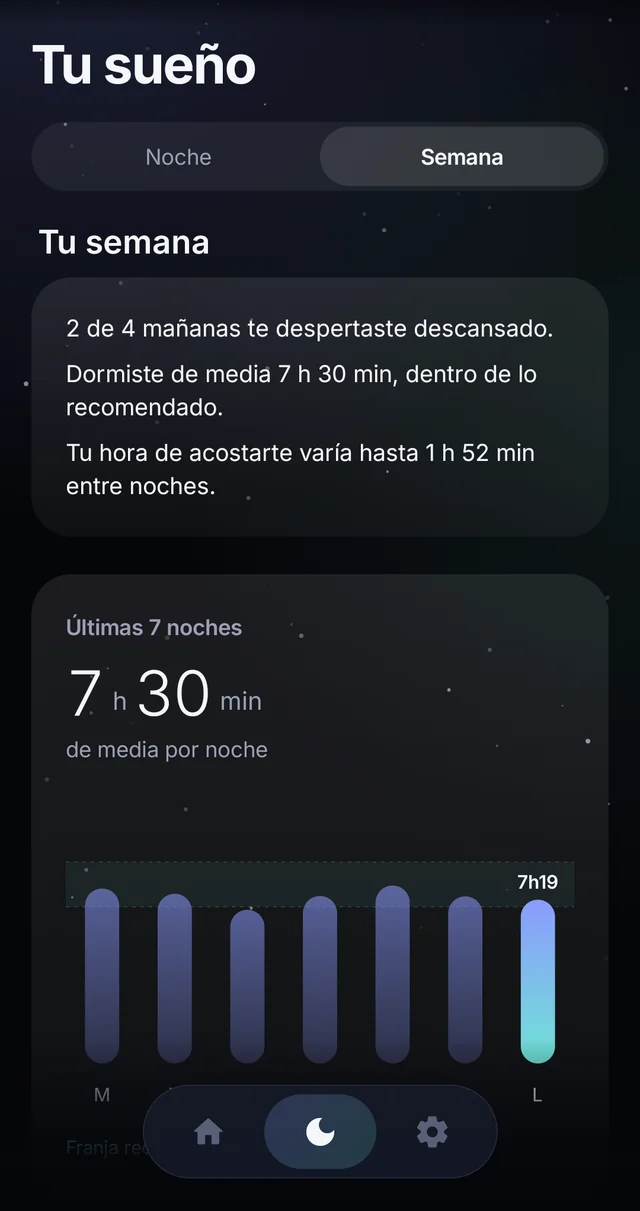 Tu sueño
Noche
Semana
Tu semana
2 de 4 mañanas te despertaste descansado.
Dormiste de media 7 h 30 min, dentro de lo
recomendado.
Tu hora de acostarte varía hasta 1 h 52 min
entre noches.
Últimas 7 noches
7 h 30 min
de media por noche
7h19
M
L
Franja